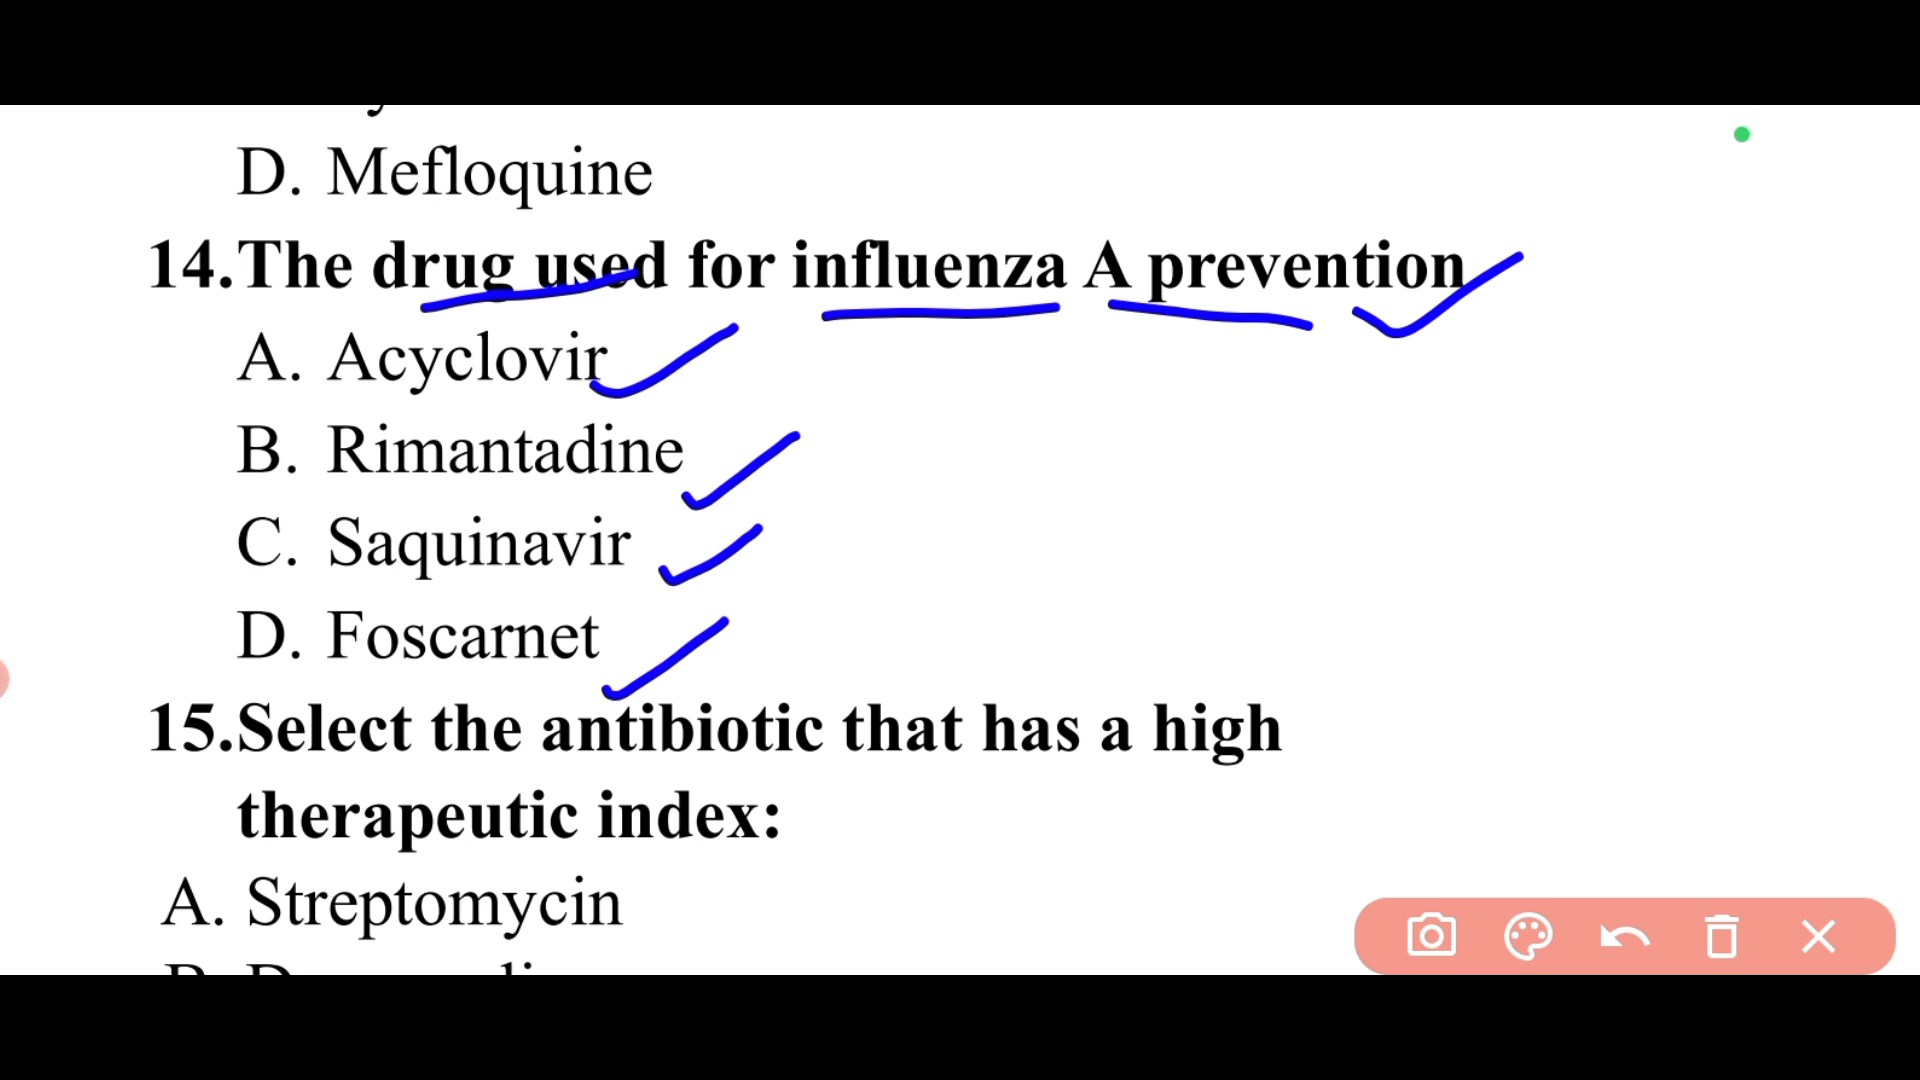 D. Mefloquine
14.The drug used for influenza A prevention
A. Acyclovir
B. Rimantadine
C. Saquinavir
D. Foscarnet
15.Select the antibiotic that has a high
therapeutic index:
A. Streptomycin